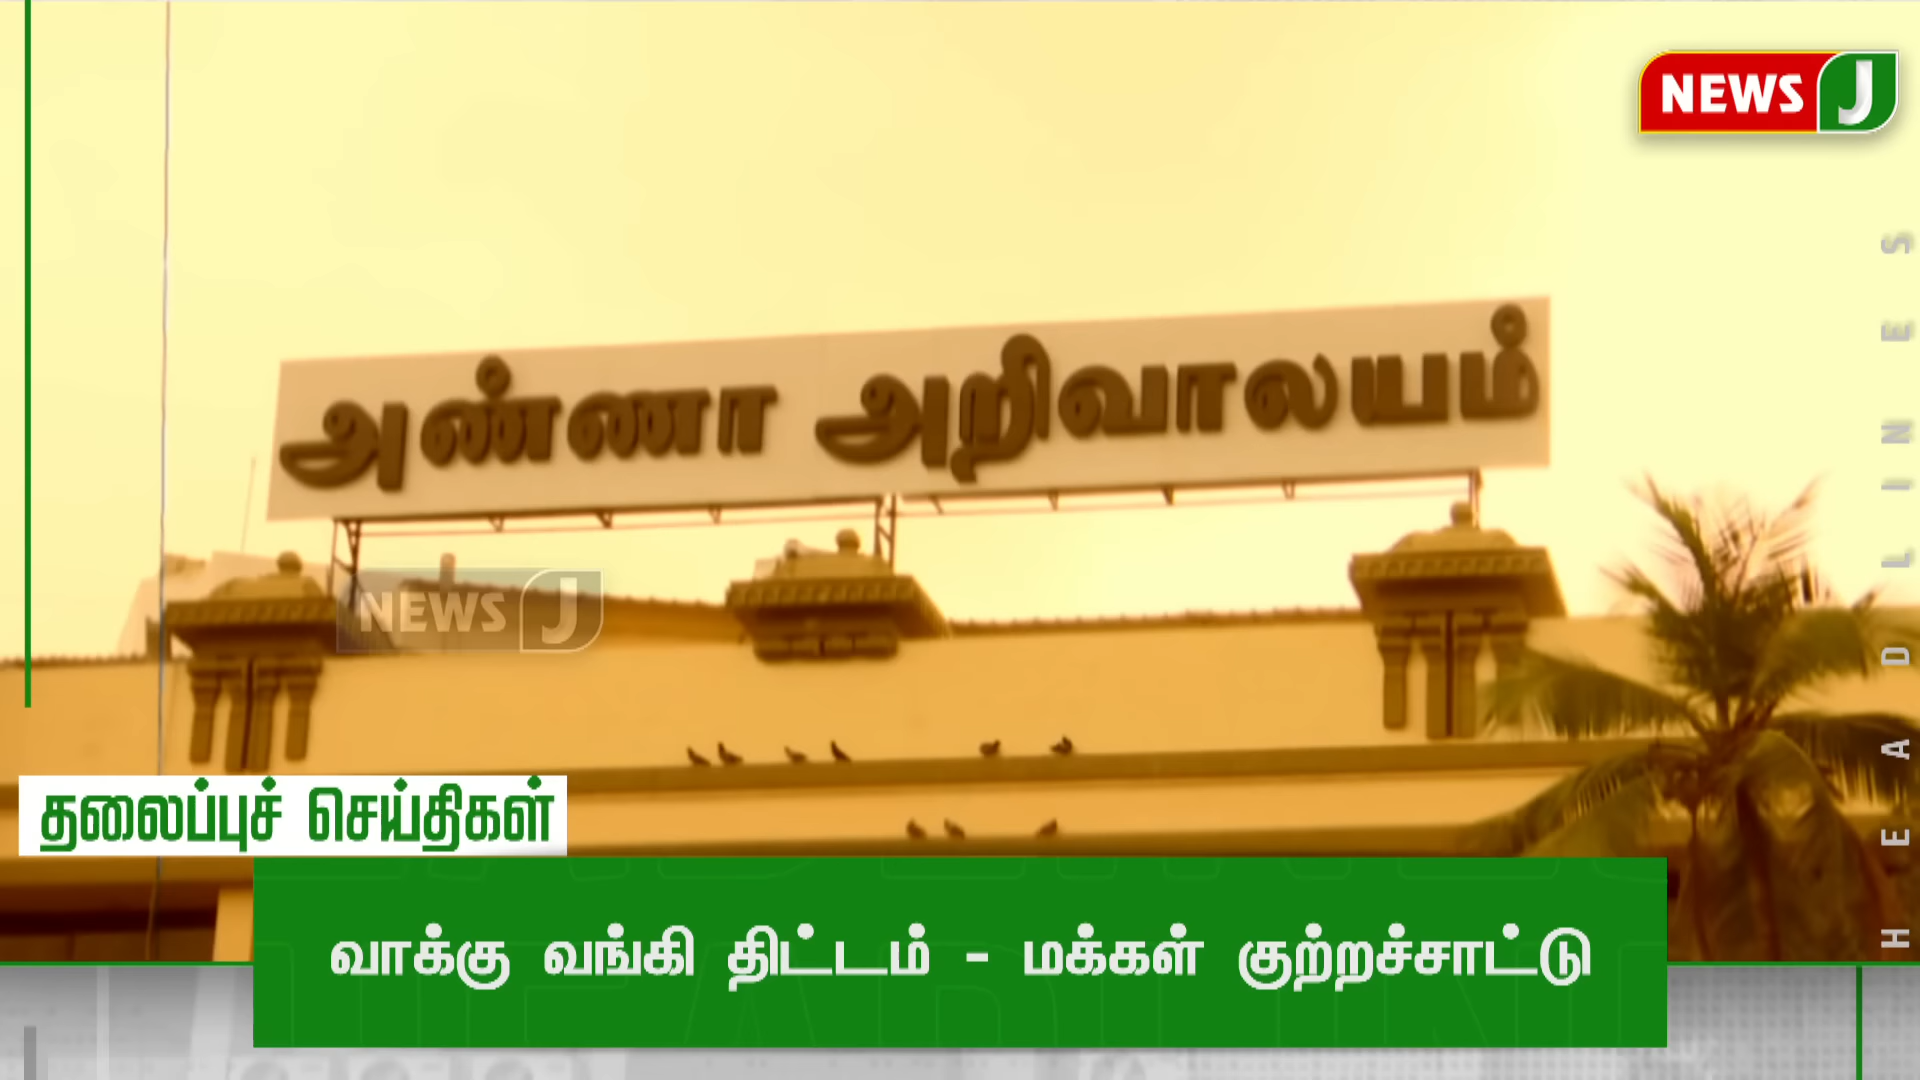 NEWS J
அண்ணா அறிவாலயம்
NEWS J
HEADLINES
தலைப்புச் செய்திகள்
வாக்கு வங்கி திட்டம் - மக்கள் குற்றச்சாட்டு